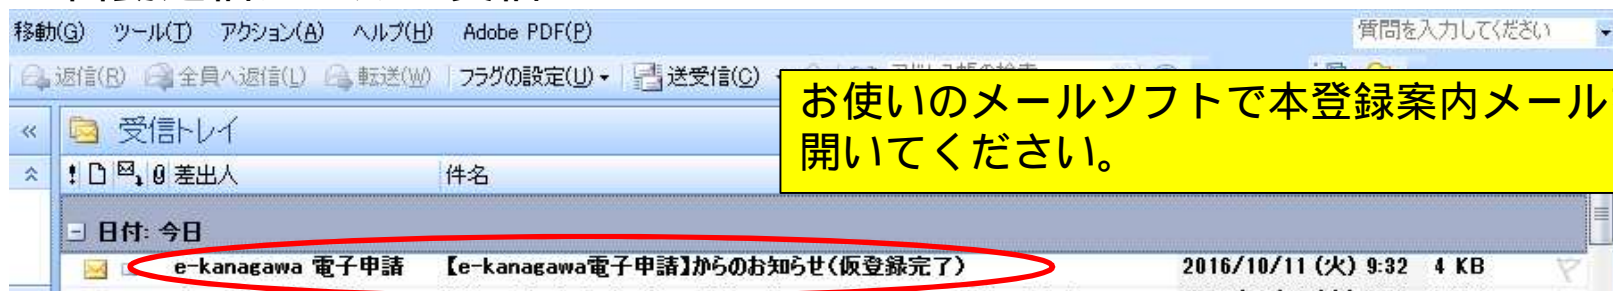 移動(G) ツール(T) アクション(A) ヘルプ(H) Adobe PDF(P) 質問を入力してください
返信(R) 全員へ返信(L) 転送(W) フラグの設定(U) 送受信(C)
お使いのメールソフトで本登録案内メール
開いてください。
« 受信トレイ
差出人 件名
日付: 今日
e-kanagawa 電子申請 【e-kanagawa電子申請】からのお知らせ(仮登録完了) 2016/10/11 (火) 9:32 4 KB